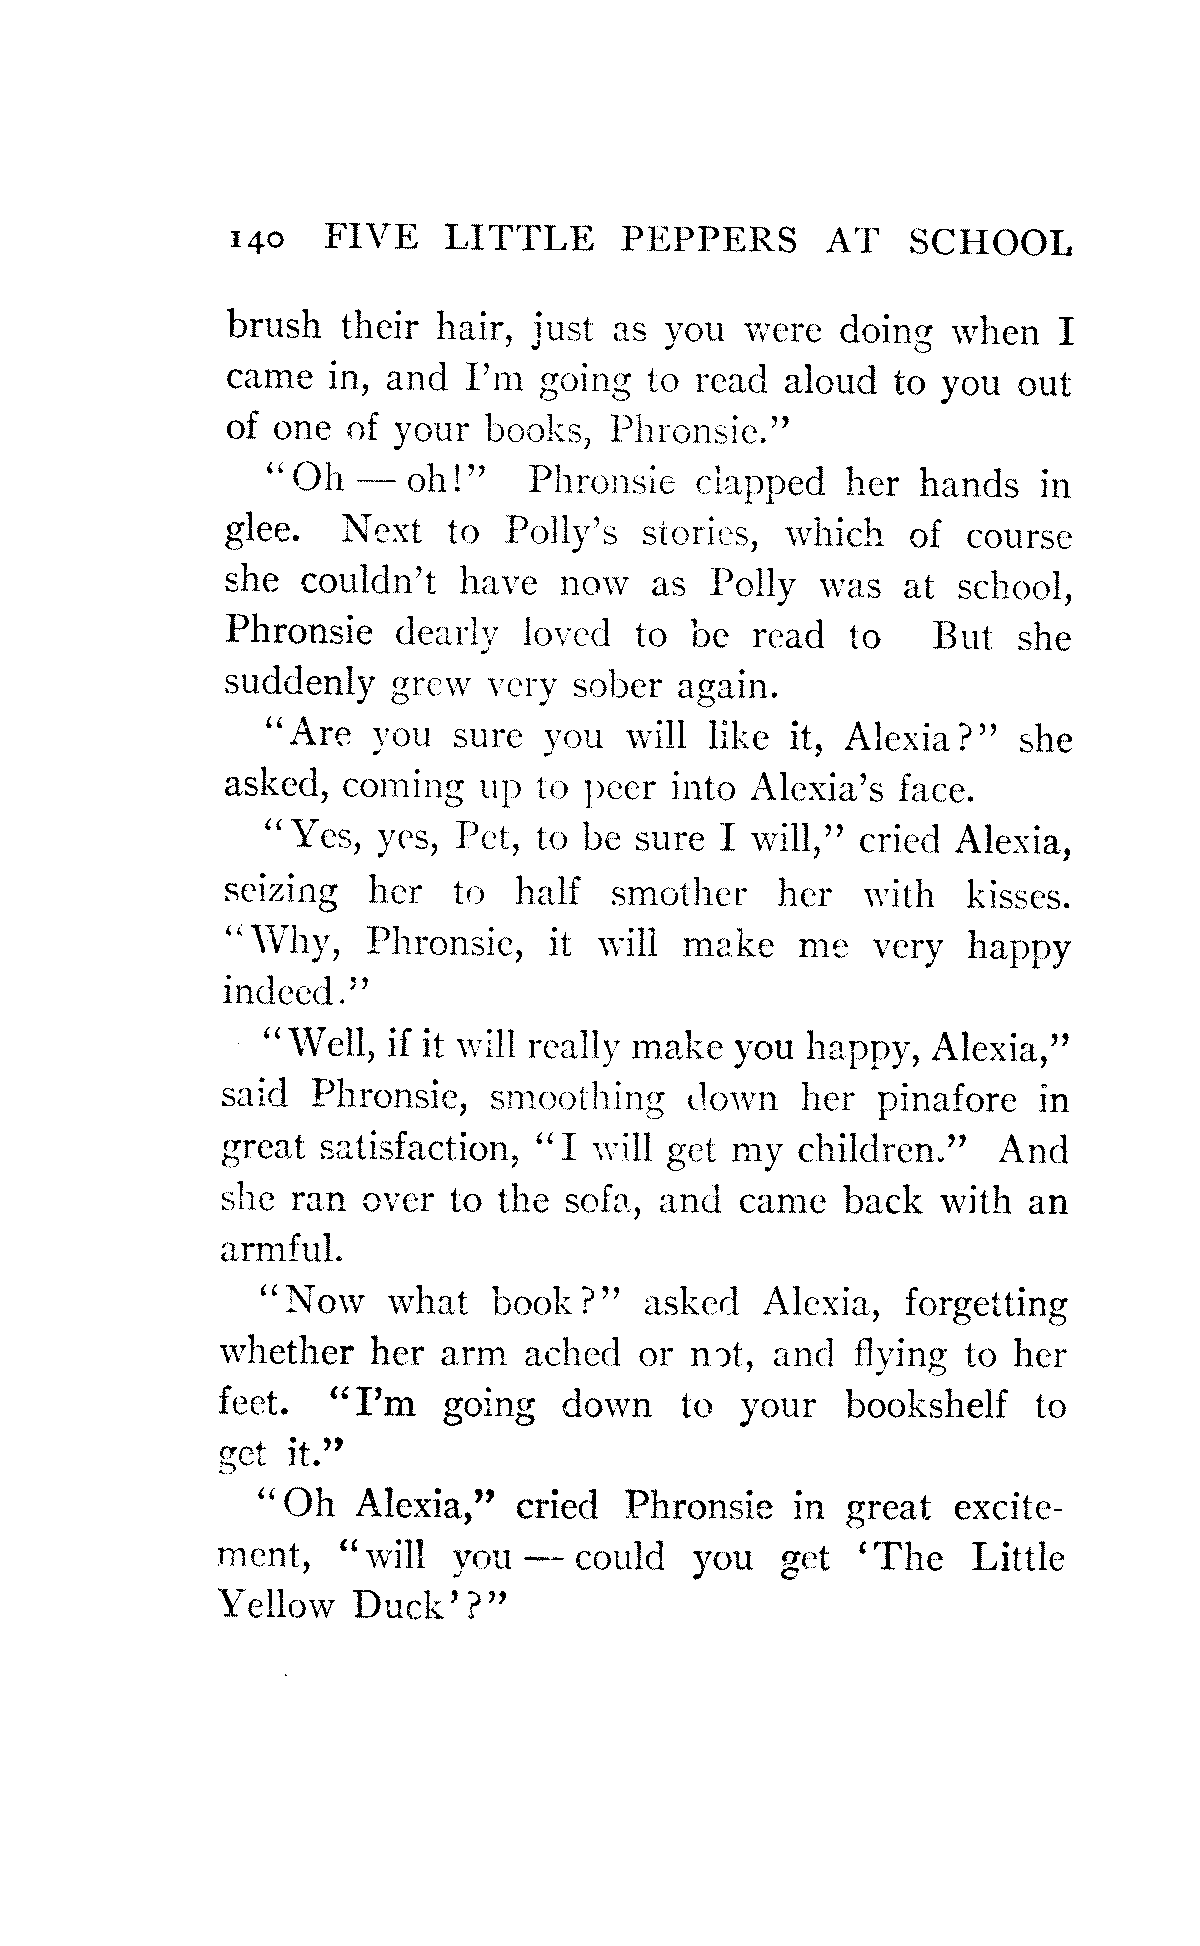 140 FIVE LITTLE PEPPERS AT SCHOOL
brush their hair, just as you were doing when I
came in, and I'm going to read aloud to you out
of one of your books, Phronsie."
"Oh — oh!" Phronsie clapped her hands in
glee. Next to Polly's stories, which of course
she couldn't have now as Polly was at school,
Phronsie dearly loved to be read to But she
suddenly grew very sober again.
"Are you sure you will like it, Alexia?" she
asked, coming up to peer into Alexia's face.
"Yes, yes, Pet, to be sure I will," cried Alexia,
seizing her to half smother her with kisses.
"Why, Phronsie, it will make me very happy
indeed."
"Well, if it will really make you happy, Alexia,"
said Phronsie, smoothing down her pinafore in
great satisfaction, "I will get my children." And
she ran over to the sofa, and came back with an
armful.
"Now what book?" asked Alexia, forgetting
whether her arm ached or not, and flying to her
feet. "I'm going down to your bookshelf to
get it."
"Oh Alexia," cried Phronsie in great excite-
ment, "will you — could you get 'The Little
Yellow Duck'?"